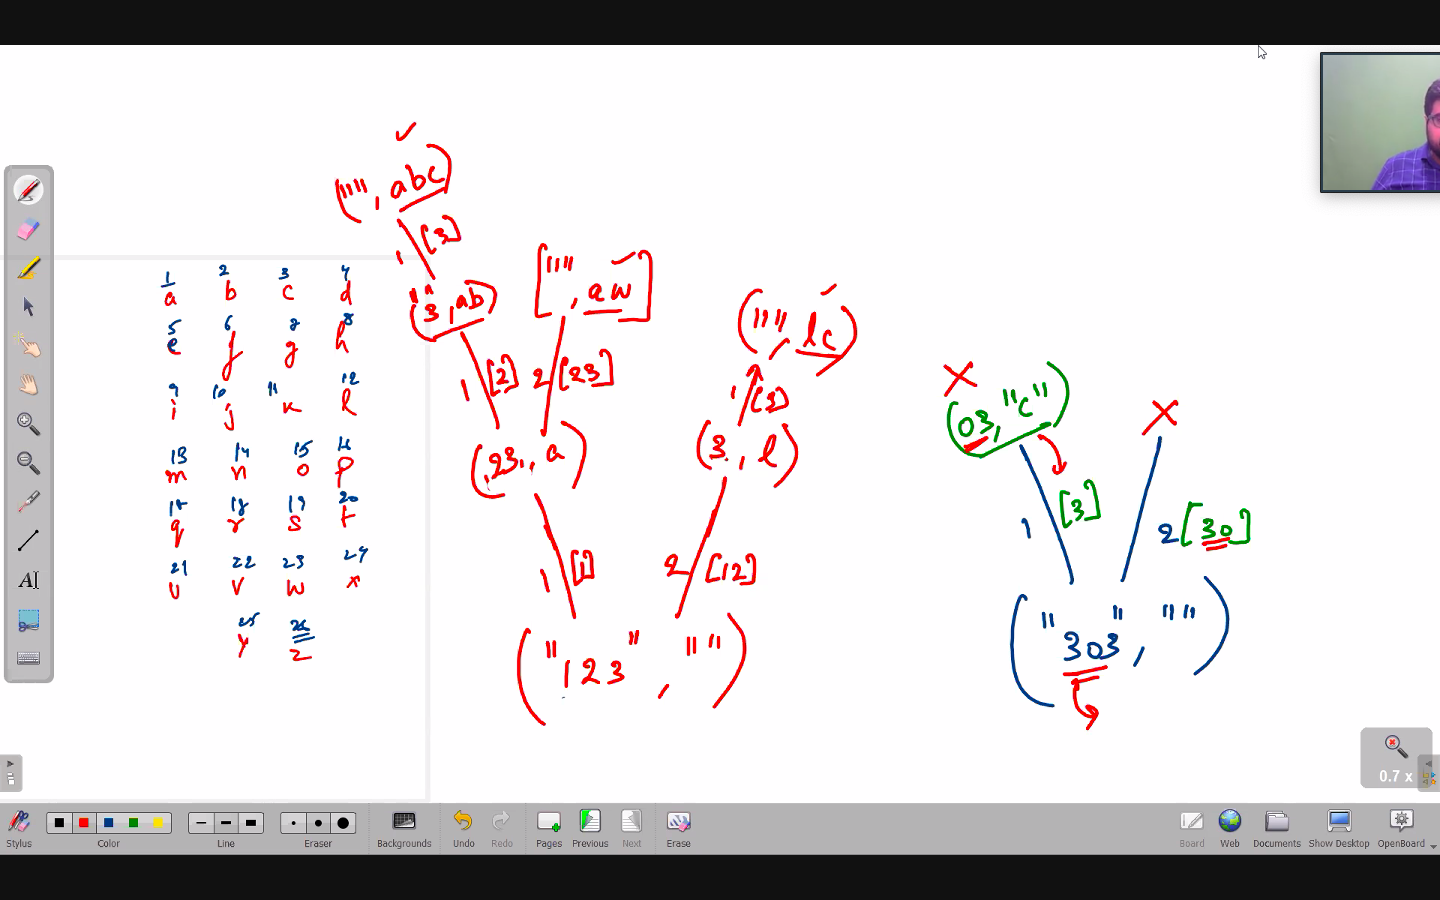 ("", abc)
1 [3]
("3", ab)
["", aw]
("", lc)
1 [2]
2 [23]
1 [3]
(23, a)
(3, l)
1 [1]
2 [12]
("123", "")
(03, "c")
1 [3]
2 [30]
("303", "")
1 2 3 4
a b c d
5 6 7 8
e f g h
9 10 11 12
i j k l
13 14 15 16
m n o p
17 18 19 20
q r s t
21 22 23 24
u v w x
25 26
y z
0.7 x
Stylus
Color
Line
Eraser
Backgrounds
Undo
Redo
Pages
Previous
Next
Erase
Board
Web
Documents
Show Desktop
OpenBoard